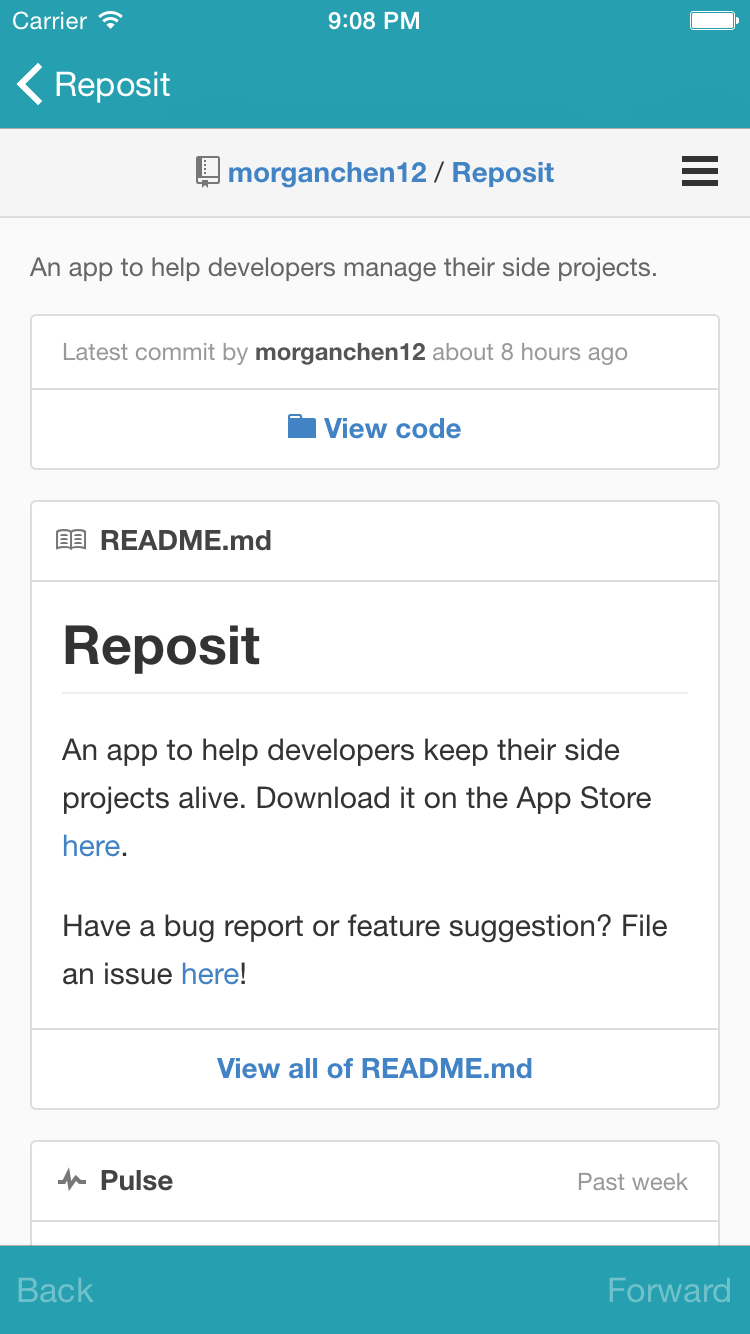 Carrier 9:08 PM
Reposit
morganchen12 / Reposit
An app to help developers manage their side projects.
Latest commit by morganchen12 about 8 hours ago
View code
README.md
Reposit
An app to help developers keep their side
projects alive. Download it on the App Store
here.
Have a bug report or feature suggestion? File
an issue here!
View all of README.md
Pulse Past week
Back Forward